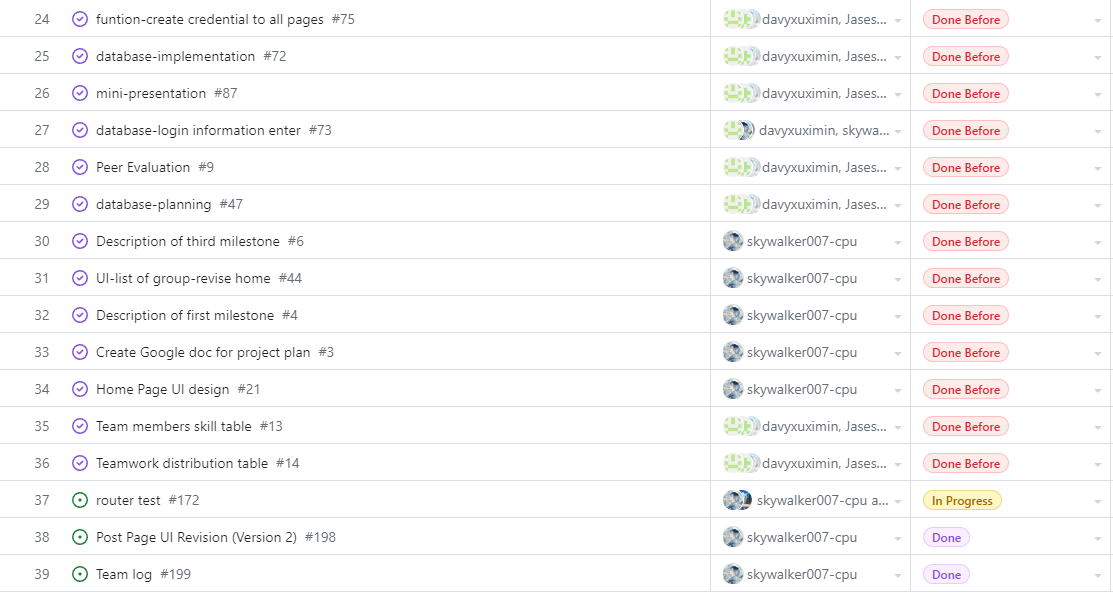 24 funtion-create credential to all pages #75 davyxuximin, Jases... Done Before
25 database-implementation #72 davyxuximin, Jases... Done Before
26 mini-presentation #87 davyxuximin, Jases... Done Before
27 database-login information enter #73 davyxuximin, skywa... Done Before
28 Peer Evaluation #9 davyxuximin, Jases... Done Before
29 database-planning #47 davyxuximin, Jases... Done Before
30 Description of third milestone #6 skywalker007-cpu Done Before
31 UI-list of group-revise home #44 skywalker007-cpu Done Before
32 Description of first milestone #4 skywalker007-cpu Done Before
33 Create Google doc for project plan #3 skywalker007-cpu Done Before
34 Home Page UI design #21 skywalker007-cpu Done Before
35 Team members skill table #13 davyxuximin, Jases... Done Before
36 Teamwork distribution table #14 davyxuximin, Jases... Done Before
37 router test #172 skywalker007-cpu a... In Progress
38 Post Page UI Revision (Version 2) #198 skywalker007-cpu Done
39 Team log #199 skywalker007-cpu Done